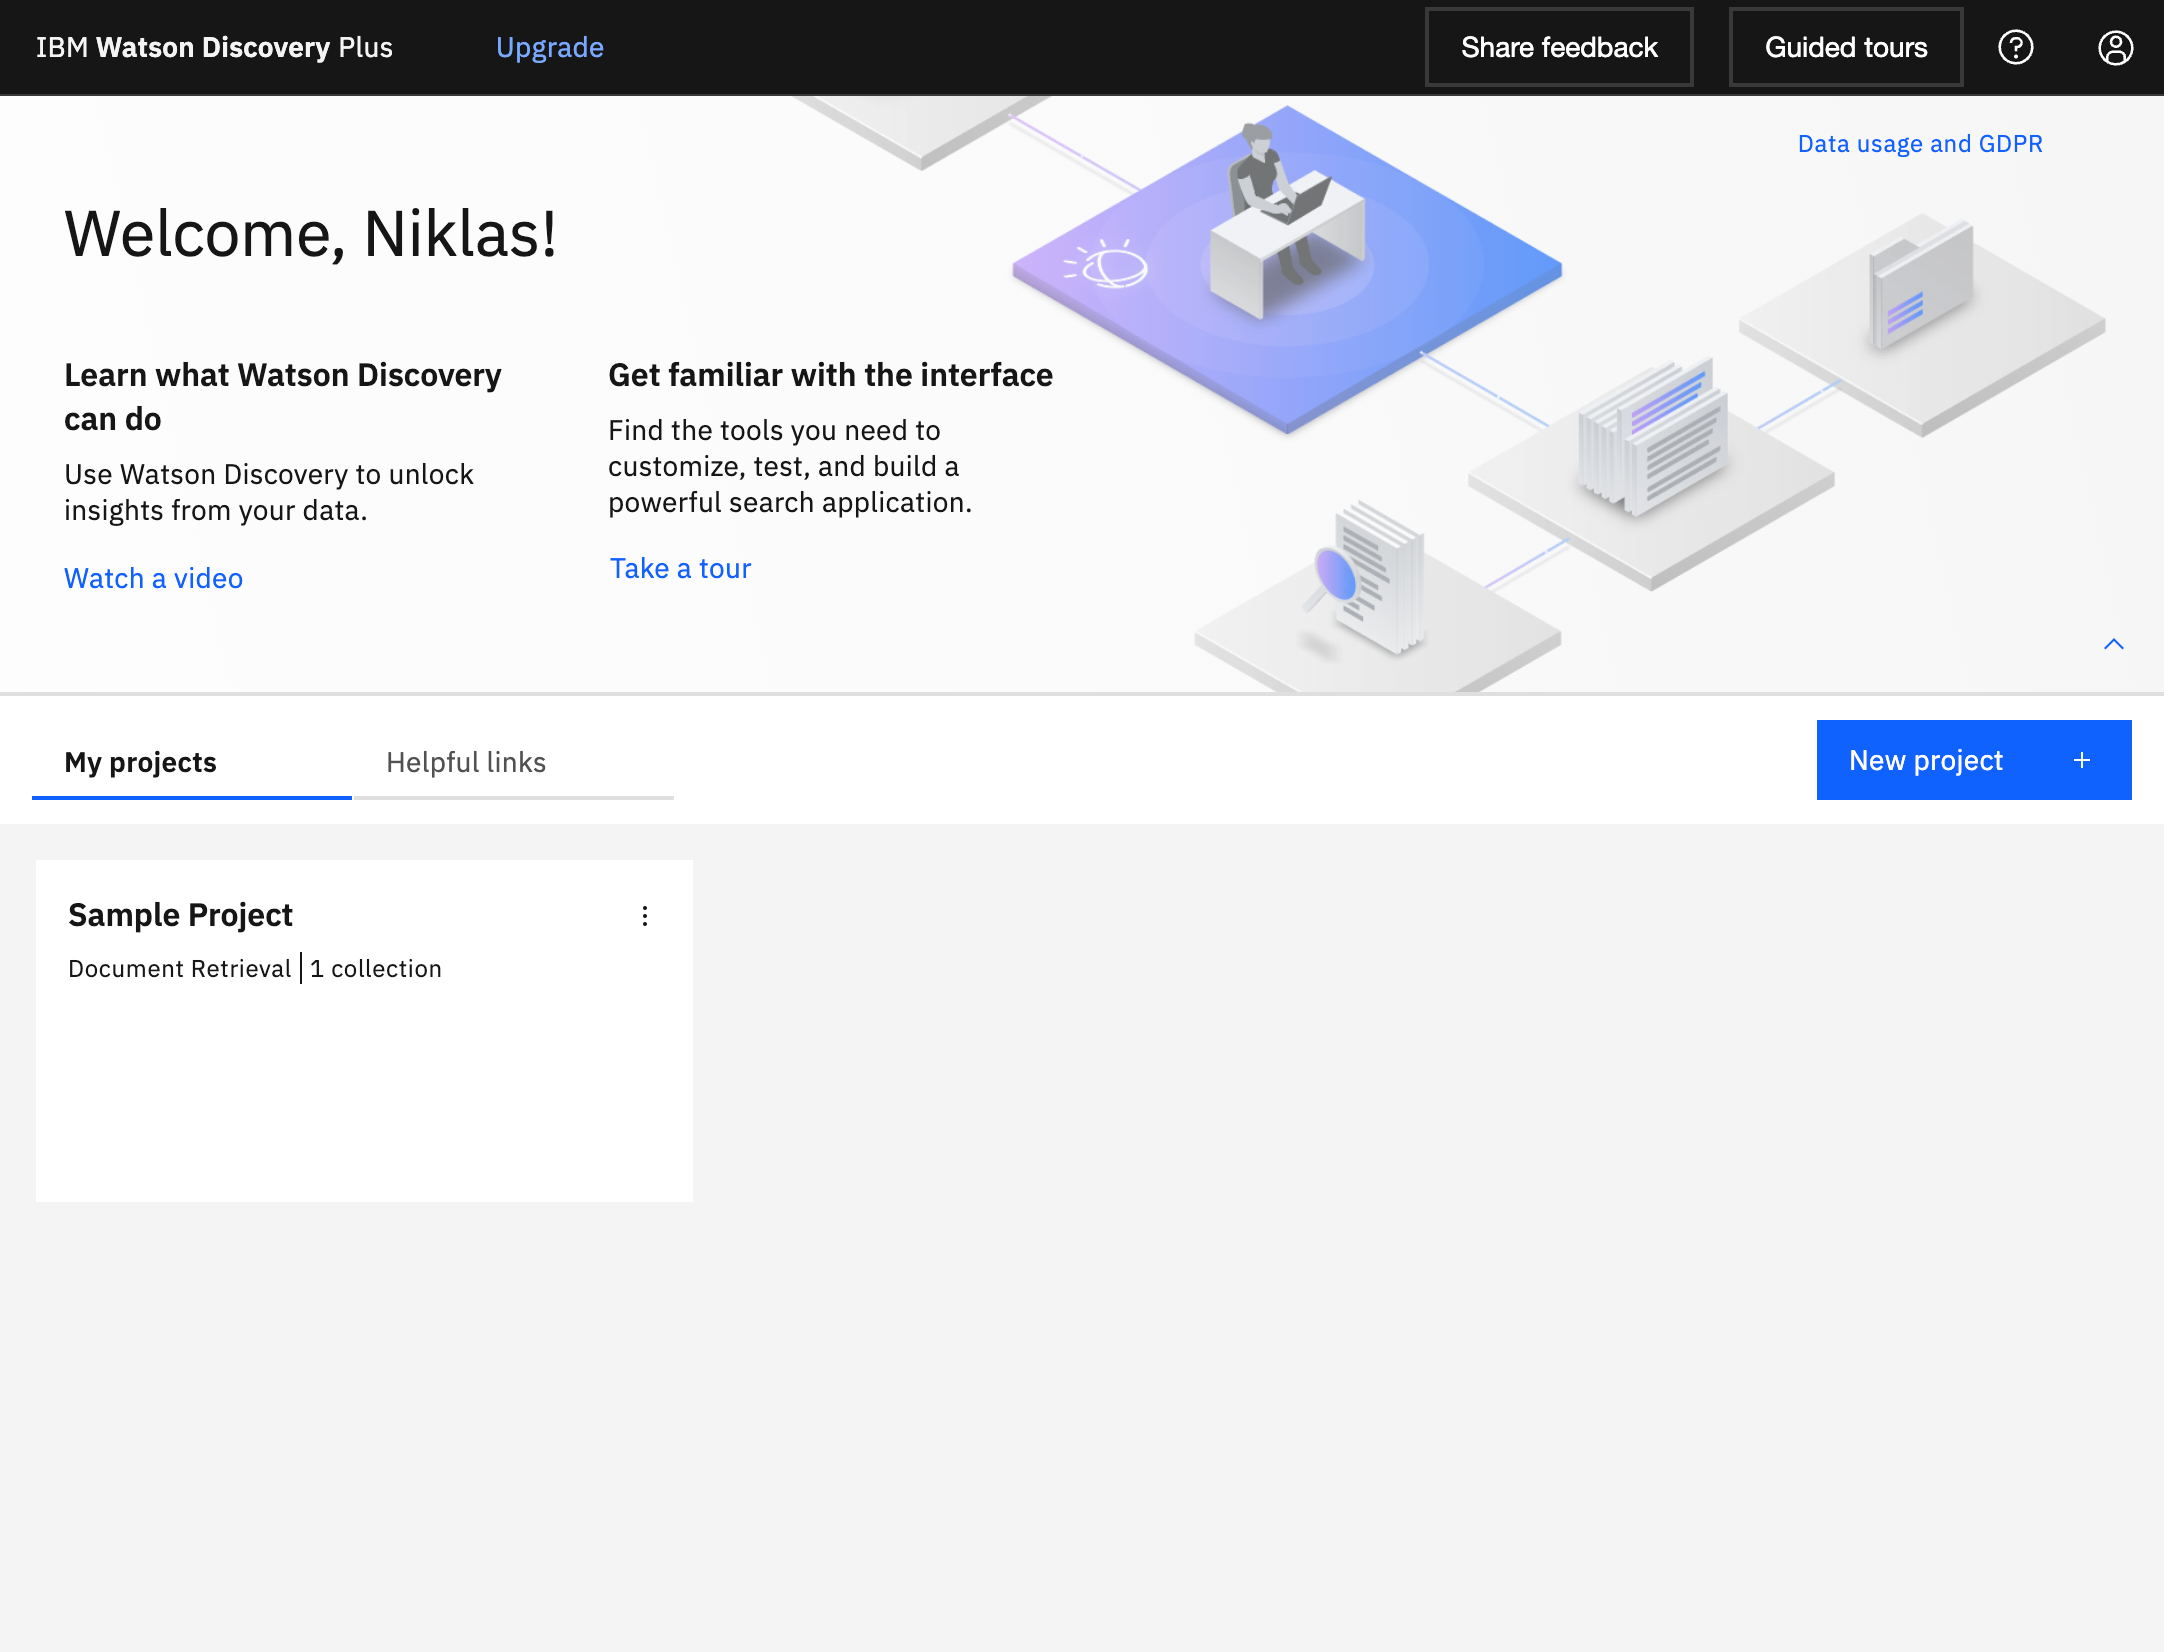 IBM Watson Discovery Plus
Upgrade
Share feedback
Guided tours
Data usage and GDPR
Welcome, Niklas!
Learn what Watson Discovery
can do
Use Watson Discovery to unlock
insights from your data.
Watch a video
Get familiar with the interface
Find the tools you need to
customize, test, and build a
powerful search application.
Take a tour
My projects
Helpful links
New project +
Sample Project
Document Retrieval | 1 collection